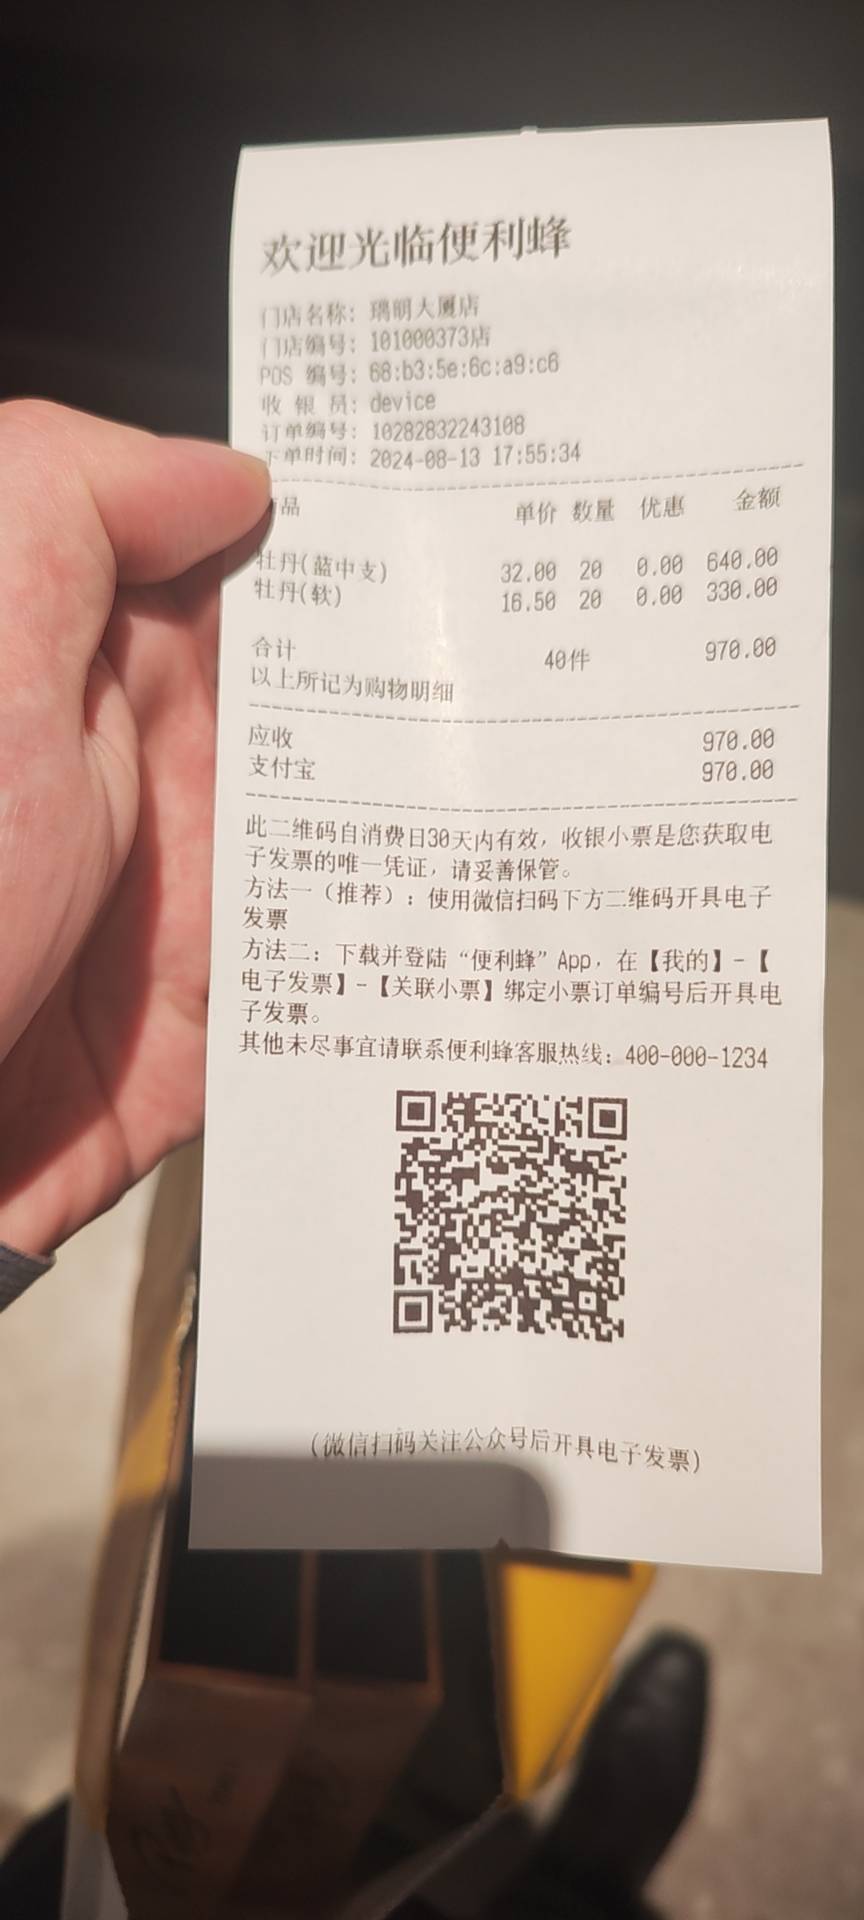 欢迎光临便利蜂
门店名称: 瑀明大厦店
门店编号: 101000373店
POS 编号: 68:b3:5e:6c:a9:c6
收 银 员: device
订单编号: 10282832243108
下单时间: 2024-08-13 17:55:34
商品 单价 数量 优惠 金额
牡丹(蓝中支) 32.00 20 0.00 640.00
牡丹(软) 16.50 20 0.00 330.00
合计 40件 970.00
以上所记为购物明细
应收 970.00
支付宝 970.00
此二维码自消费日30天内有效，收银小票是您获取电
子发票的唯一凭证，请妥善保管。
方法一（推荐）：使用微信扫码下方二维码开具电子
发票
方法二：下载并登陆“便利蜂”App，在【我的】-【
电子发票】-【关联小票】绑定小票订单编号后开具电
子发票。
其他未尽事宜请联系便利蜂客服热线：400-000-1234
(微信扫码关注公众号后开具电子发票)